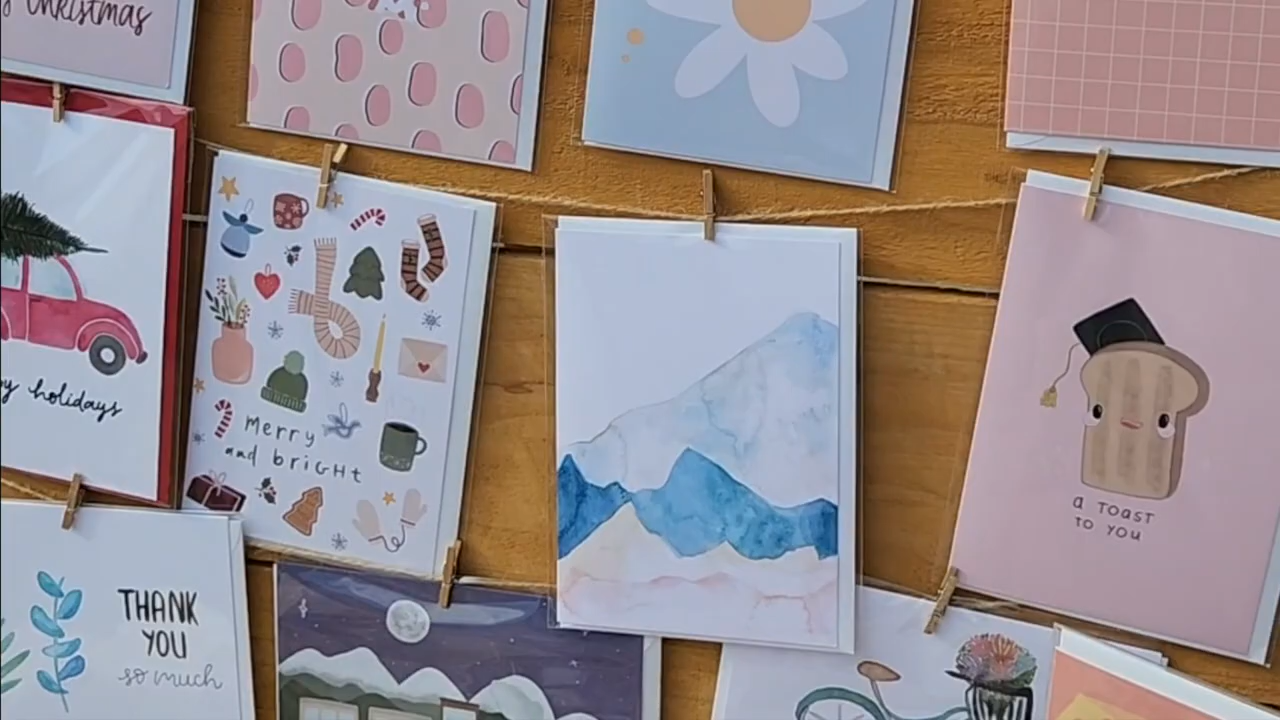 Christmas
holidays
Merry
and bRiGHt
a ToaST
To you
THANK
YOU
so much